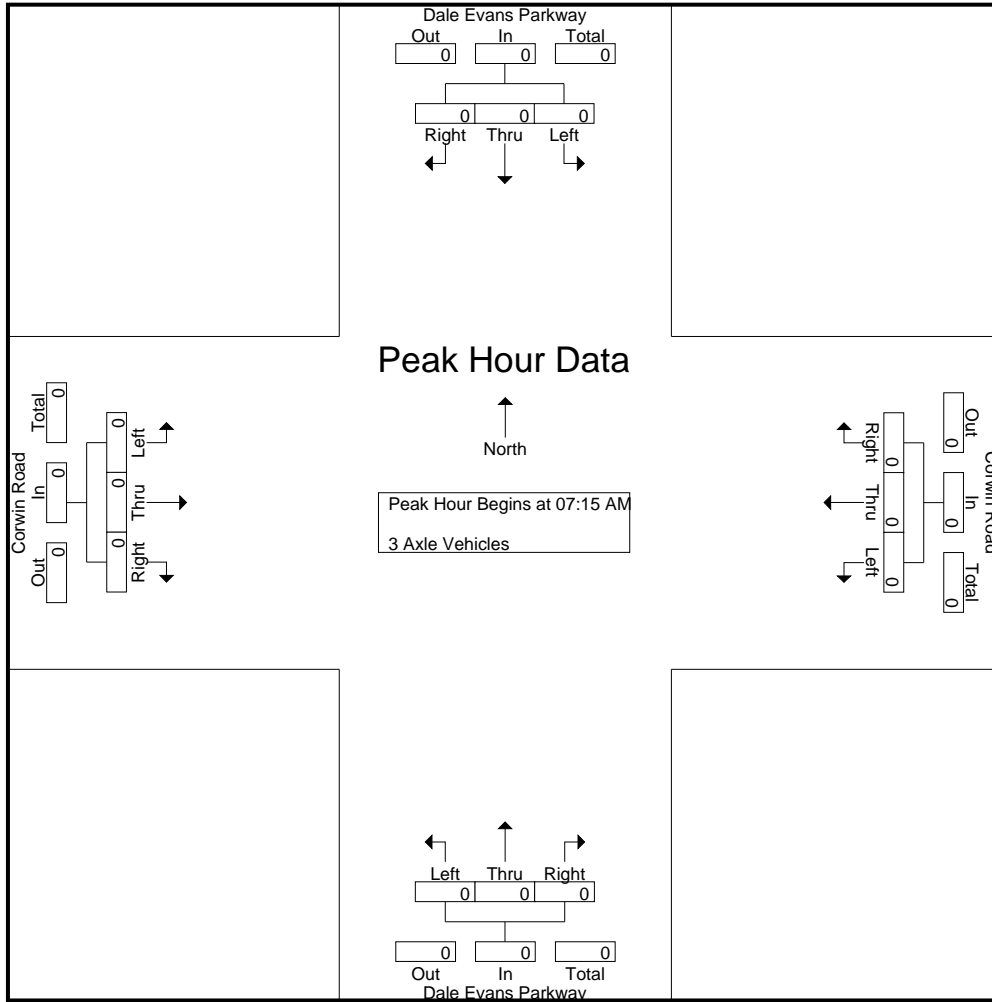 Dale Evans Parkway
Out In Total
0 0 0
0 0 0
Right Thru Left
Peak Hour Data
North
Peak Hour Begins at 07:15 AM
3 Axle Vehicles
Corwin Road
Total In Out
0 0 0
0 0 0
Left Thru Right
Corwin Road
Out In Total
0 0 0
0 0 0
Right Thru Left
Left Thru Right
0 0 0
0 0 0
Out In Total
Dale Evans Parkway